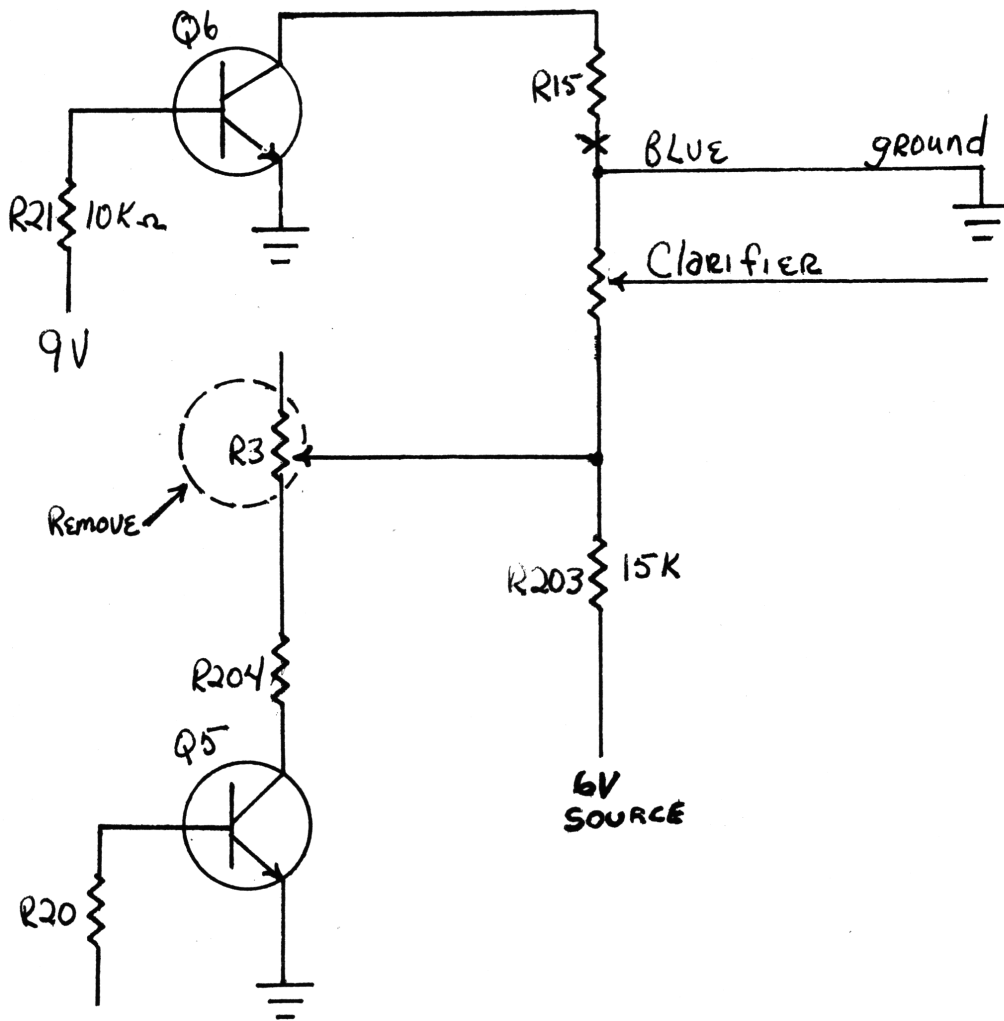 Q6
R15
BLUE
GROUND
R21
10KΩ
Clarifier
9V
R3
REMOVE
R203
15K
R204
Q5
6V
SOURCE
R20